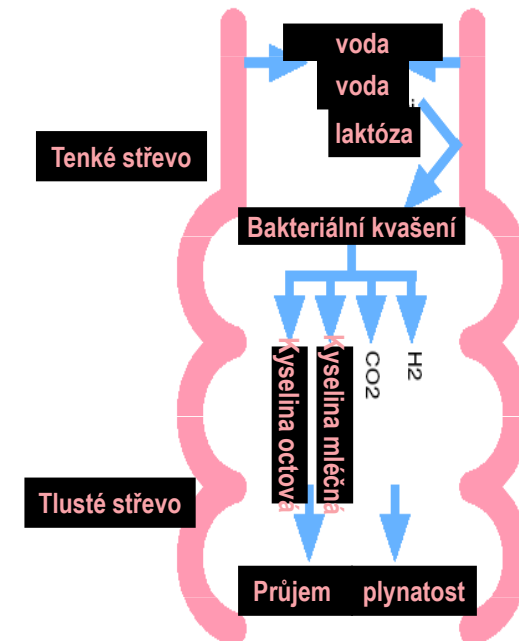 voda
voda
laktóza
Tenké střevo
Bakteriální kvašení
Kyselina octová
Kyselina mléčná
CO2
H2
Tlusté střevo
Průjem
plynatost